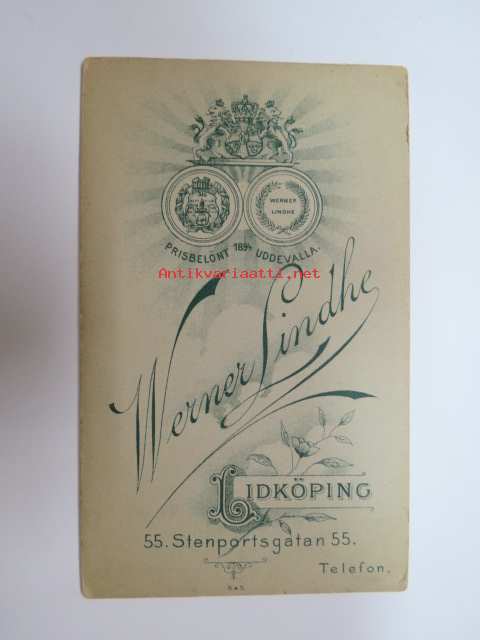 WERNER
LINDHE
PRISBELÖNT 1894 UDDEVALLA.
Antikvariaatti.net
Werner Lindhe
LIDKÖPING
55. Stenportsgatan 55.
Telefon.